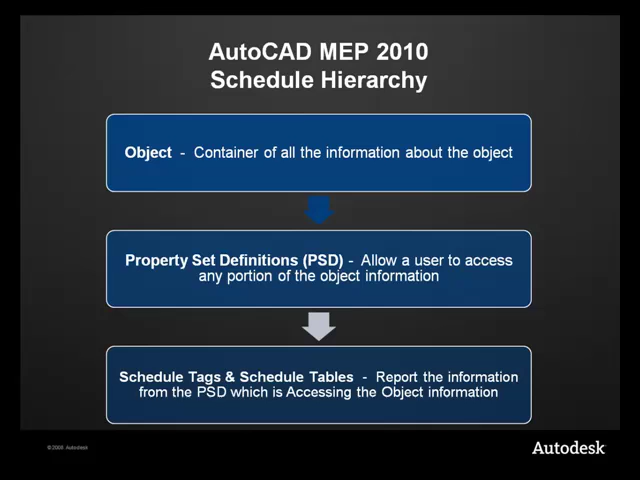 AutoCAD MEP 2010
Schedule Hierarchy
Object - Container of all the information about the object
Property Set Definitions (PSD) - Allow a user to access
any portion of the object information
Schedule Tags & Schedule Tables - Report the information
from the PSD which is Accessing the Object information
Autodesk